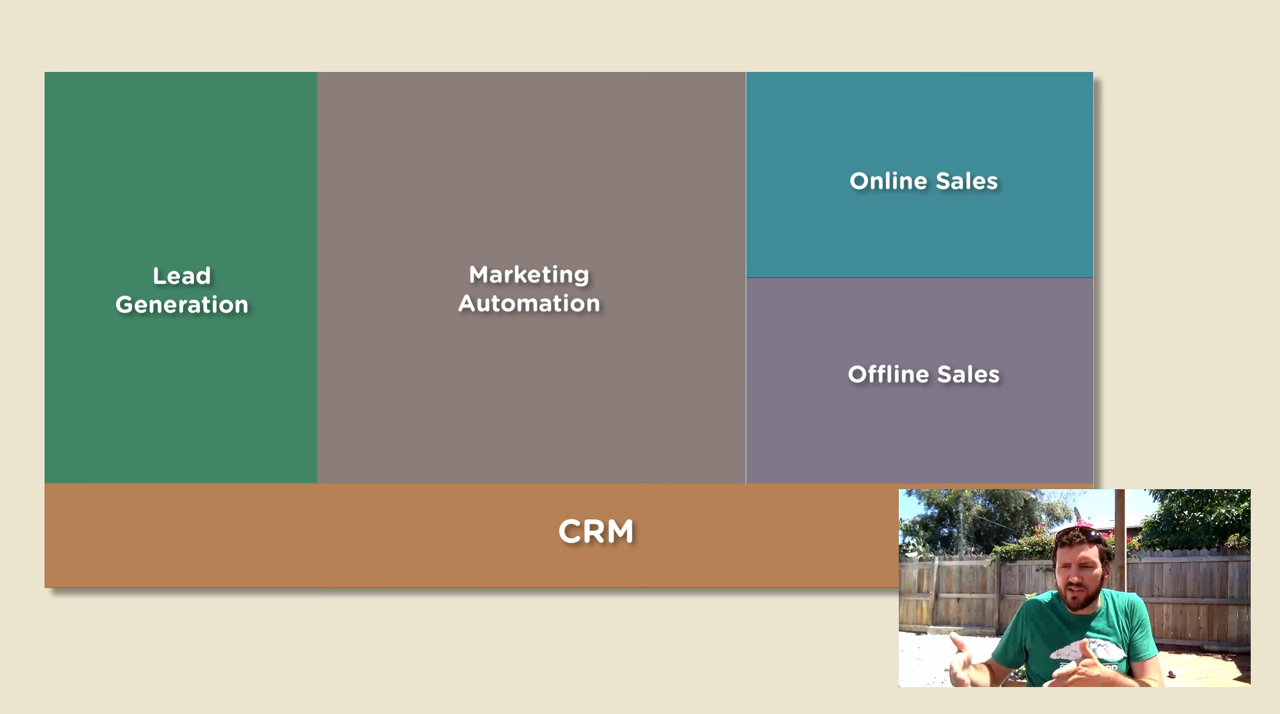 Lead
Generation
Marketing
Automation
Online Sales
Offline Sales
CRM